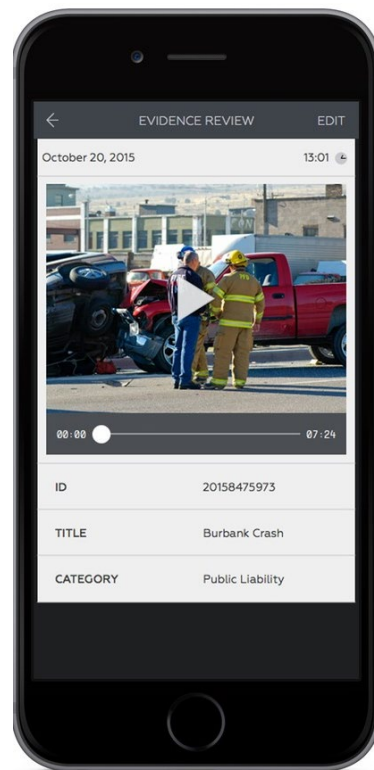 EVIDENCE REVIEW EDIT
October 20, 2015 13:01
00:00 07:24
ID 20158475973
TITLE Burbank Crash
CATEGORY Public Liability